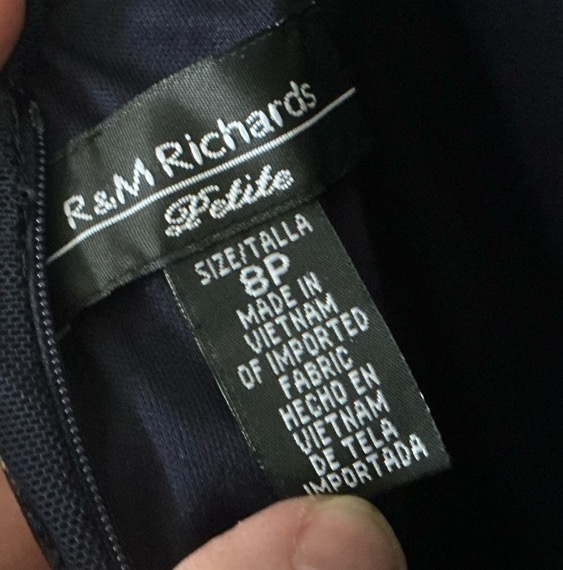 R&M Richards
Petite
SIZE/TALLA
8P
MADE IN
VIETNAM
OF IMPORTED
FABRIC
HECHO EN
VIETNAM
DE TELA
IMPORTADA